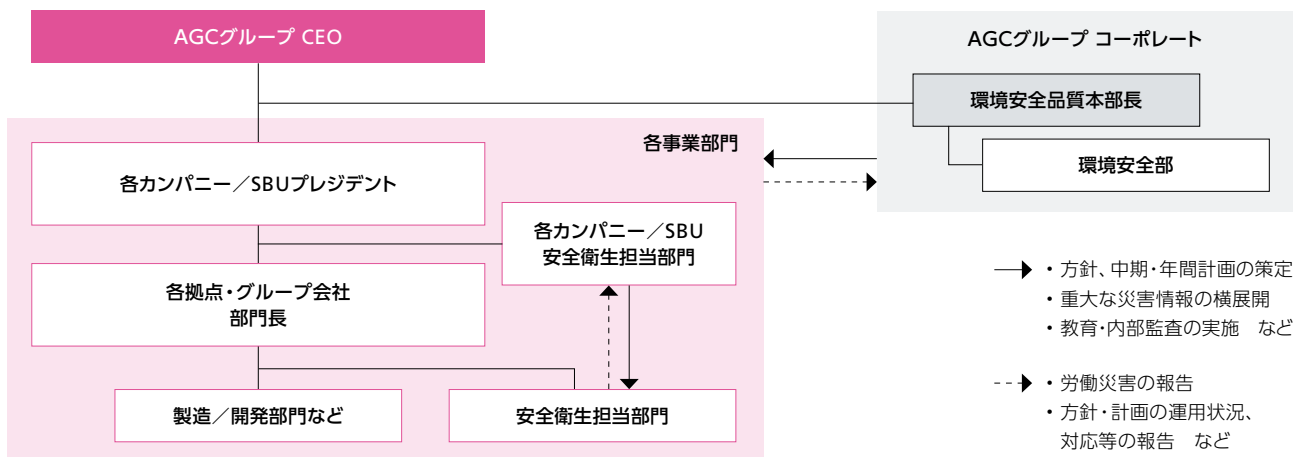 AGCグループ CEO
AGCグループ コーポレート
環境安全品質本部長
環境安全部
各事業部門
各カンパニー／SBUプレジデント
各カンパニー／SBU
安全衛生担当部門
各拠点・グループ会社
部門長
製造／開発部門など
安全衛生担当部門
・方針、中期・年間計画の策定
・重大な災害情報の横展開
・教育・内部監査の実施　など
・労働災害の報告
・方針・計画の運用状況、
対応等の報告　など